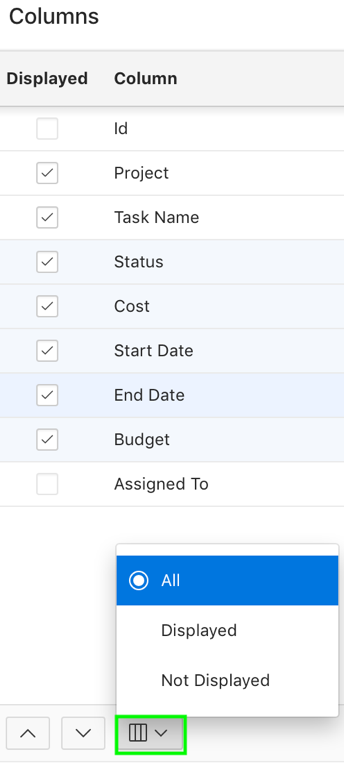 Columns
Displayed Column
Id
Project
Task Name
Status
Cost
Start Date
End Date
Budget
Assigned To
All
Displayed
Not Displayed